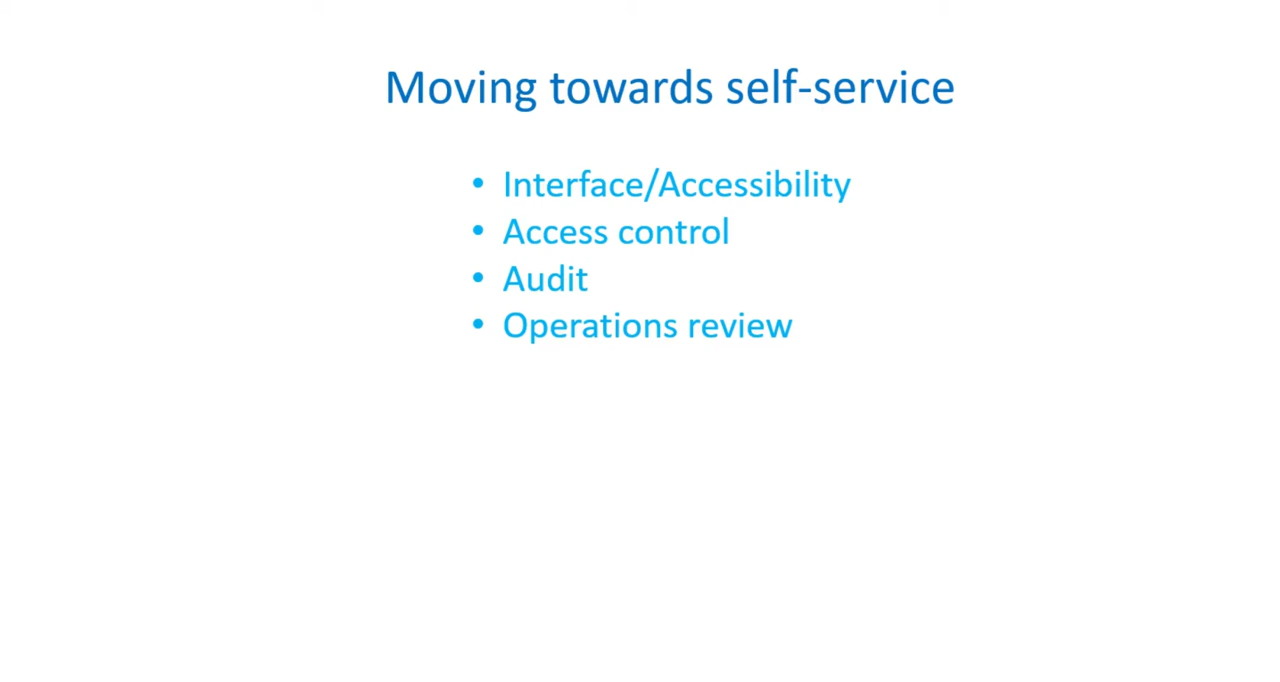 Moving towards self-service
• Interface/Accessibility
• Access control
• Audit
• Operations review